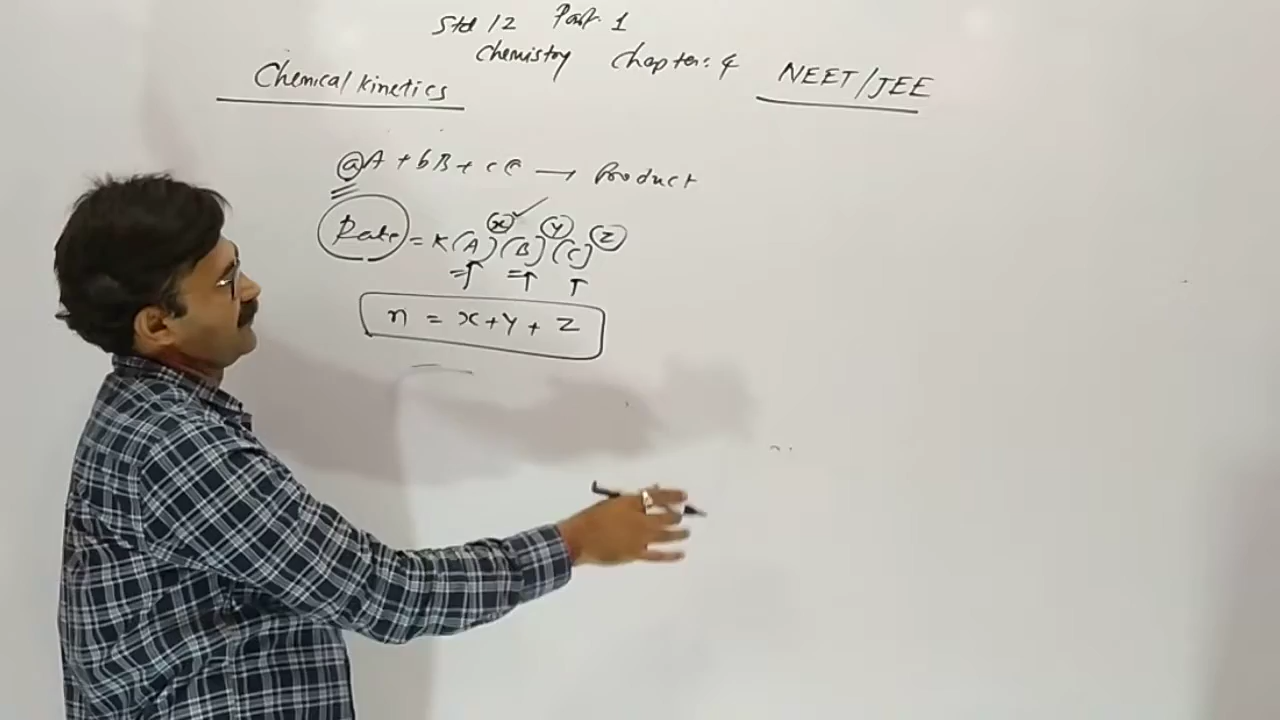 Std 12 Part 1
Chemistry Chapter: 4
Chemical kinetics
NEET/JEE
aA + bB + cC → Product
Rate = K(A)^x (B)^y (C)^z
n = x+y+z